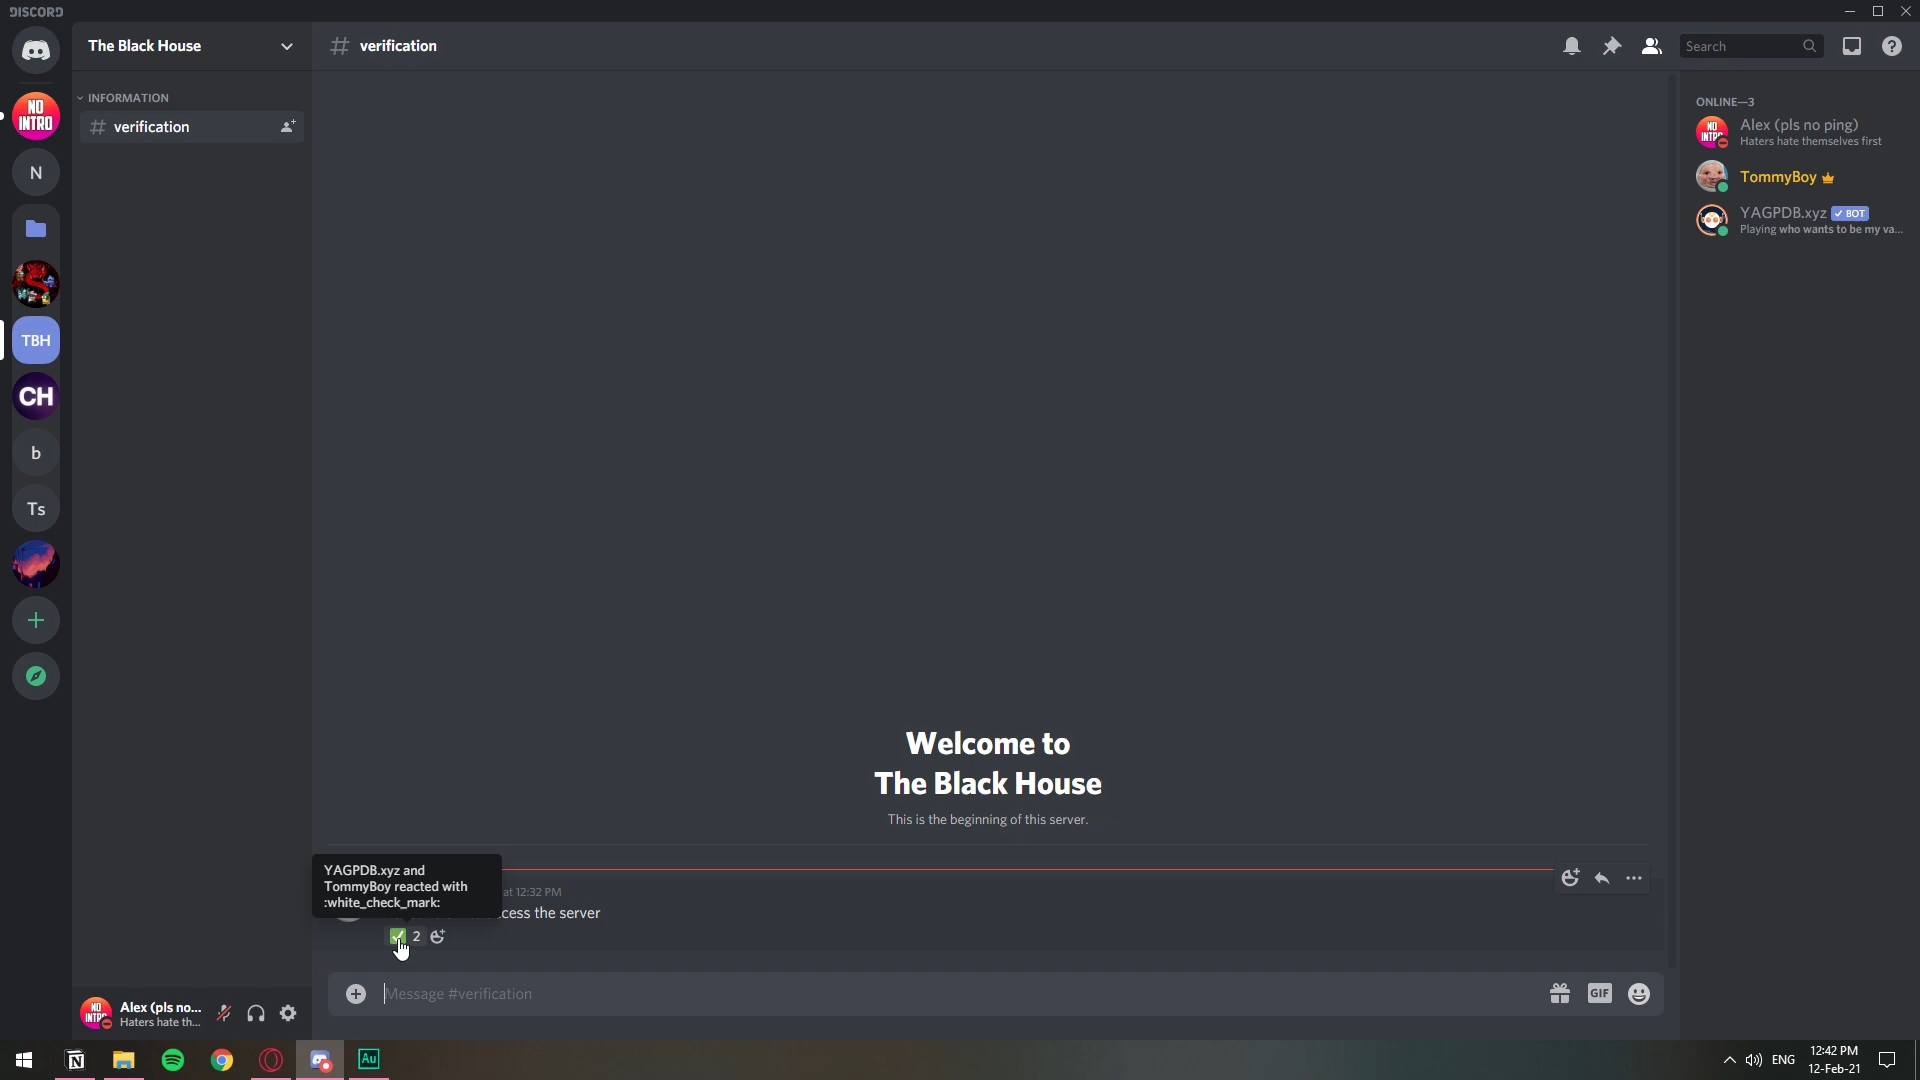 DISCORD
The Black House
verification
Search
INFORMATION
verification
NO
INTRO
N
TBH
CH
b
Ts
ONLINE—3
Alex (pls no ping)
Haters hate themselves first
TommyBoy
YAGPDB.xyz ✓ BOT
Playing who wants to be my va...
Welcome to
The Black House
This is the beginning of this server.
YAGPDB.xyz and
TommyBoy reacted with
:white_check_mark:
at 12:32 PM
cess the server
2
Message #verification
GIF
Alex (pls no...
Haters hate th...
Au
ENG
12:42 PM
12-Feb-21